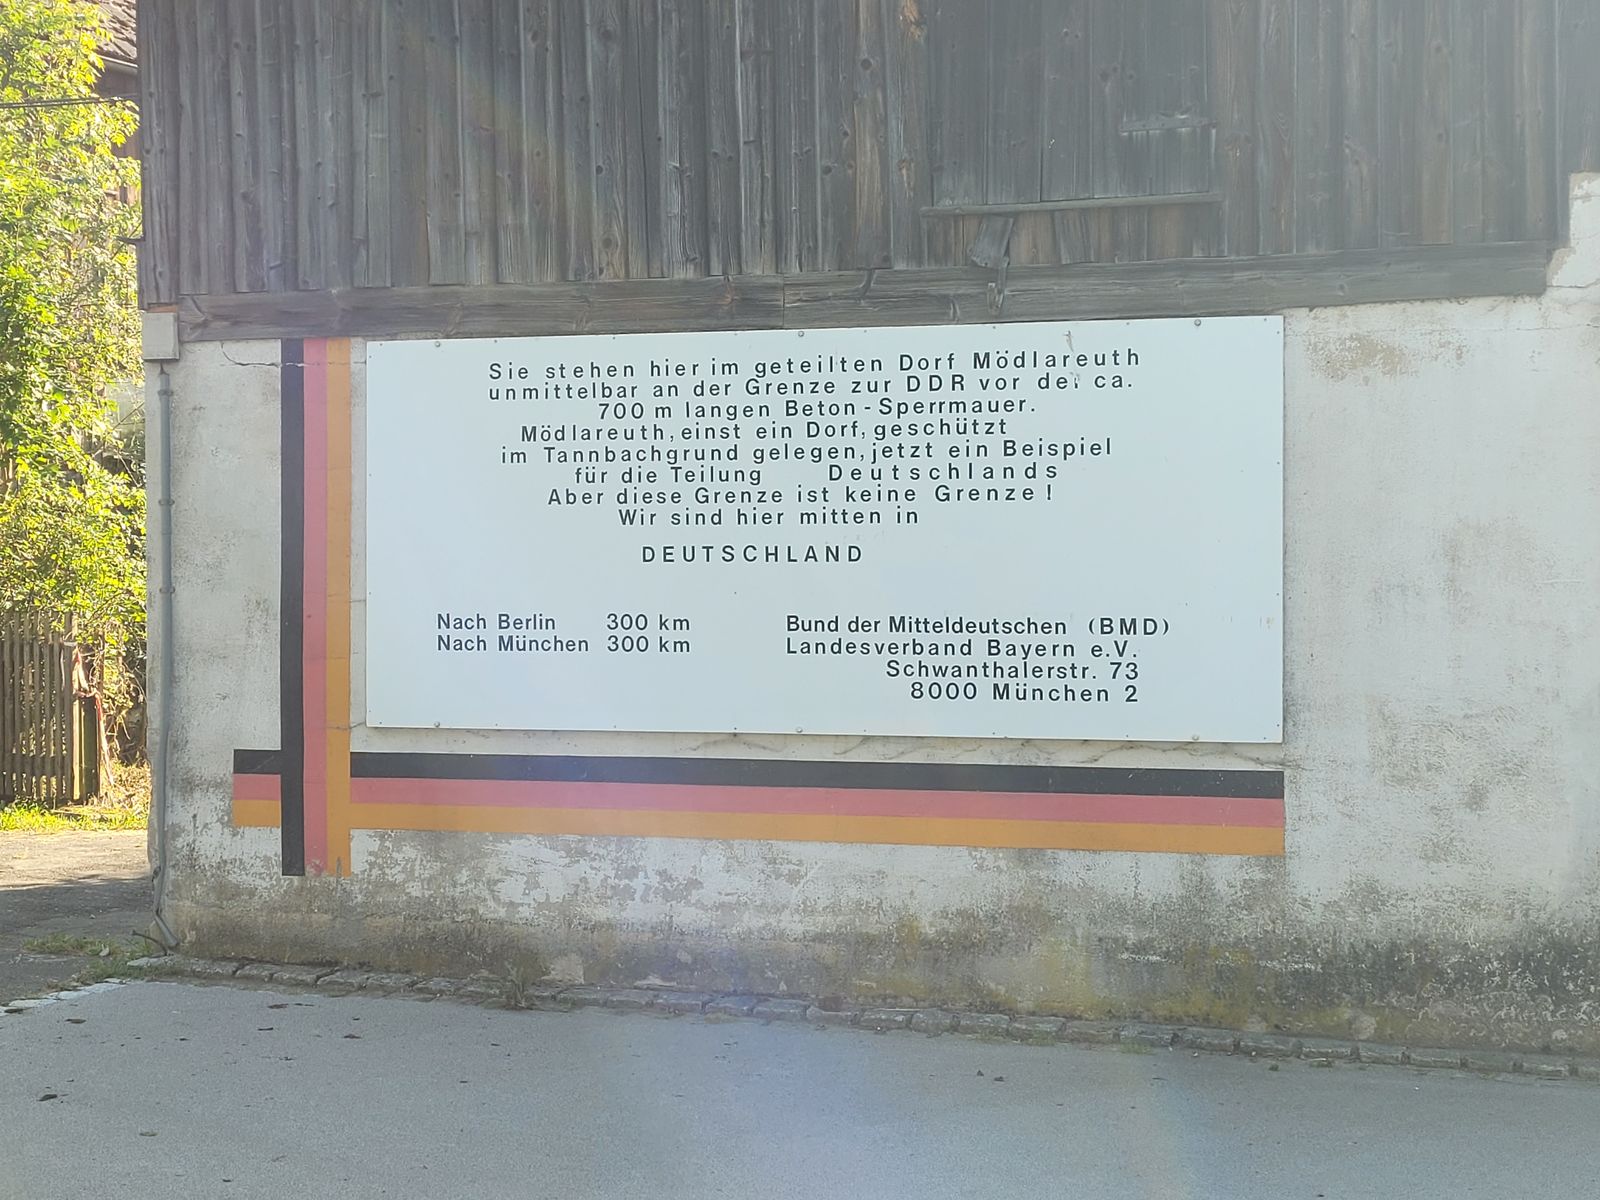 Sie stehen hier im geteilten Dorf Mödlareuth
unmittelbar an der Grenze zur DDR vor der ca.
700 m langen Beton-Sperrmauer.
Mödlareuth, einst ein Dorf, geschützt
im Tannbachgrund gelegen, jetzt ein Beispiel
für die Teilung Deutschlands
Aber diese Grenze ist keine Grenze!
Wir sind hier mitten in
DEUTSCHLAND
Nach Berlin 300 km
Nach München 300 km
Bund der Mitteldeutschen (BMD)
Landesverband Bayern e.V.
Schwanthalerstr. 73
8000 München 2